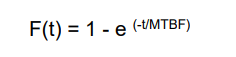 F(t) = 1 - e (-t/MTBF)